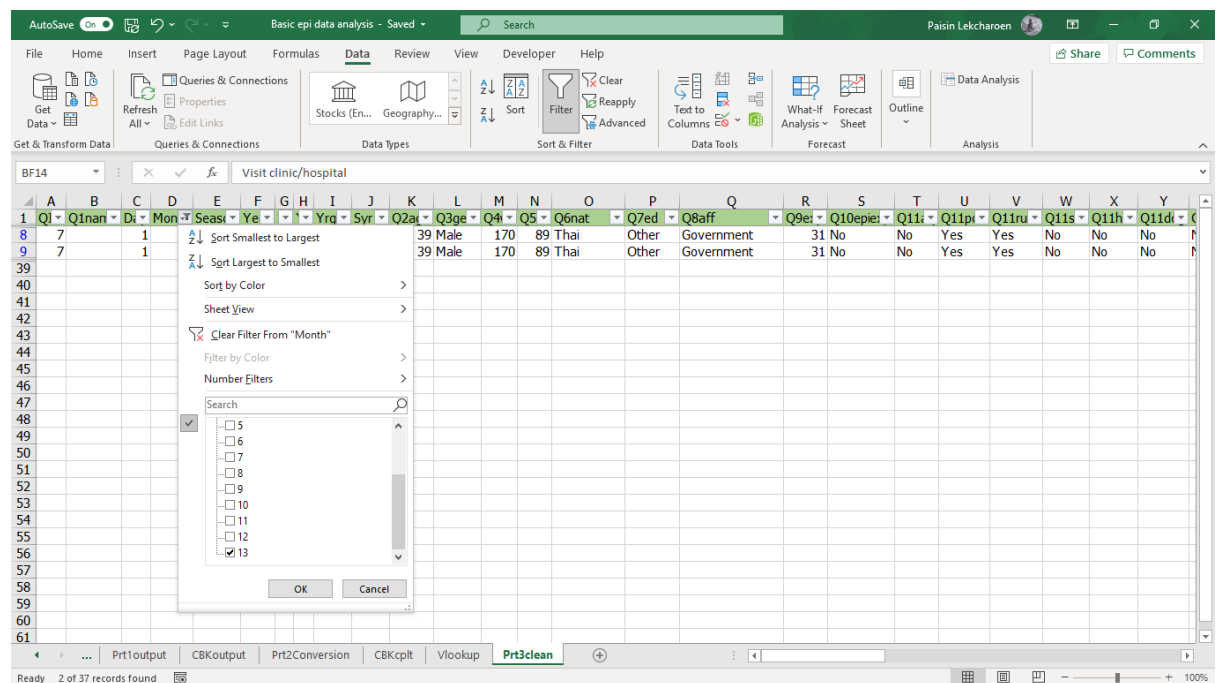 AutoSave On Basic epi data analysis - Saved Search Paisin Lekcharoen
File Home Insert Page Layout Formulas Data Review View Developer Help Share Comments
Get Data Refresh All Queries & Connections Properties Edit Links Stocks (En... Geography... Sort Filter Clear Reapply Advanced Text to Columns What-If Analysis Forecast Sheet Outline Data Analysis
Get & Transform Data Queries & Connections Data Types Sort & Filter Data Tools Forecast Analysis
BF14 fx Visit clinic/hospital
A B C D E F G H I J K L M N O P Q R S T U V W X Y
1 Q1nan Mon Ye Yrq Syr Q3ge Q5 Q6nat Q7ed Q8aff Q10epie Q11ru Q11s Q11h
8 7 1 39 Male 170 89 Thai Other Government 31 No No Yes Yes No No No
9 7 1 39 Male 170 89 Thai Other Government 31 No No Yes Yes No No No
Sort Smallest to Largest
Sort Largest to Smallest
Sort by Color
Sheet View
Clear Filter From "Month"
Filter by Color
Number Filters
Search
5
6
7
8
9
10
11
12
13
OK Cancel
39
40
41
42
43
44
45
46
47
48
49
50
51
52
53
54
55
56
57
58
59
60
61
... Prt1output CBKoutput Prt2Conversion CBKcplt Vlookup Prt3clean
Ready 2 of 37 records found 100%